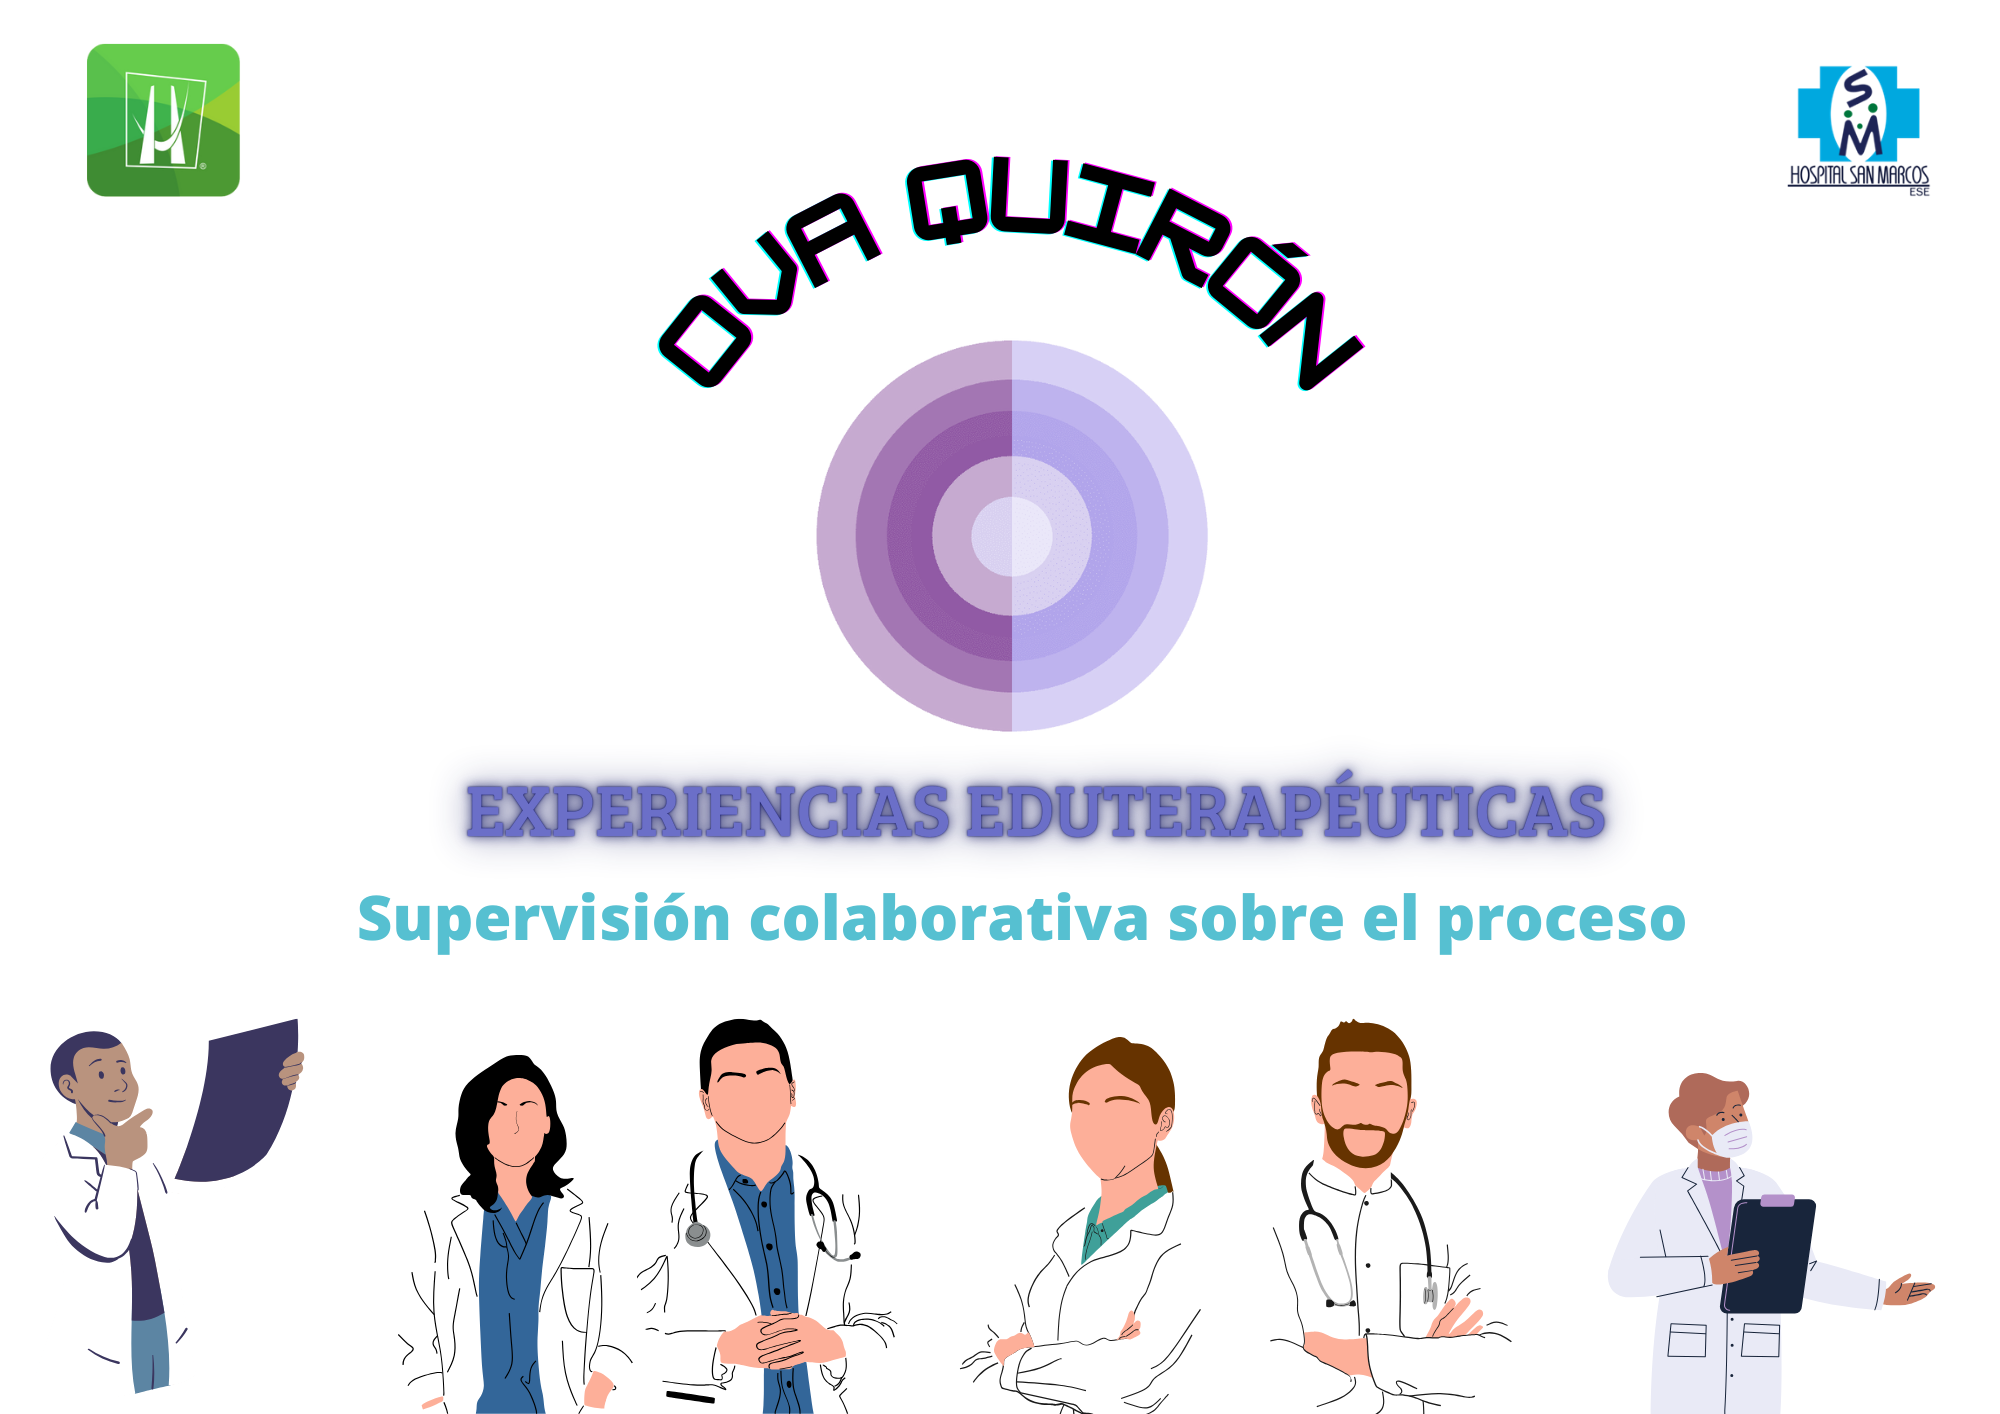 S
M
HOSPITAL SAN MARCOS
ESE
OVA QUIRÓN
EXPERIENCIAS EDUTERAPÉUTICAS
Supervisión colaborativa sobre el proceso